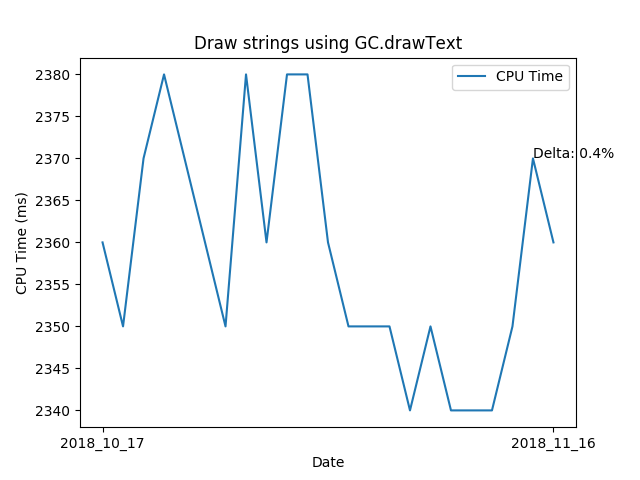 Draw strings using GC.drawText
CPU Time
2380
2375
2370
2365
2360
2355
2350
2345
2340
CPU Time (ms)
Delta: 0.4%
2018_10_17
2018_11_16
Date